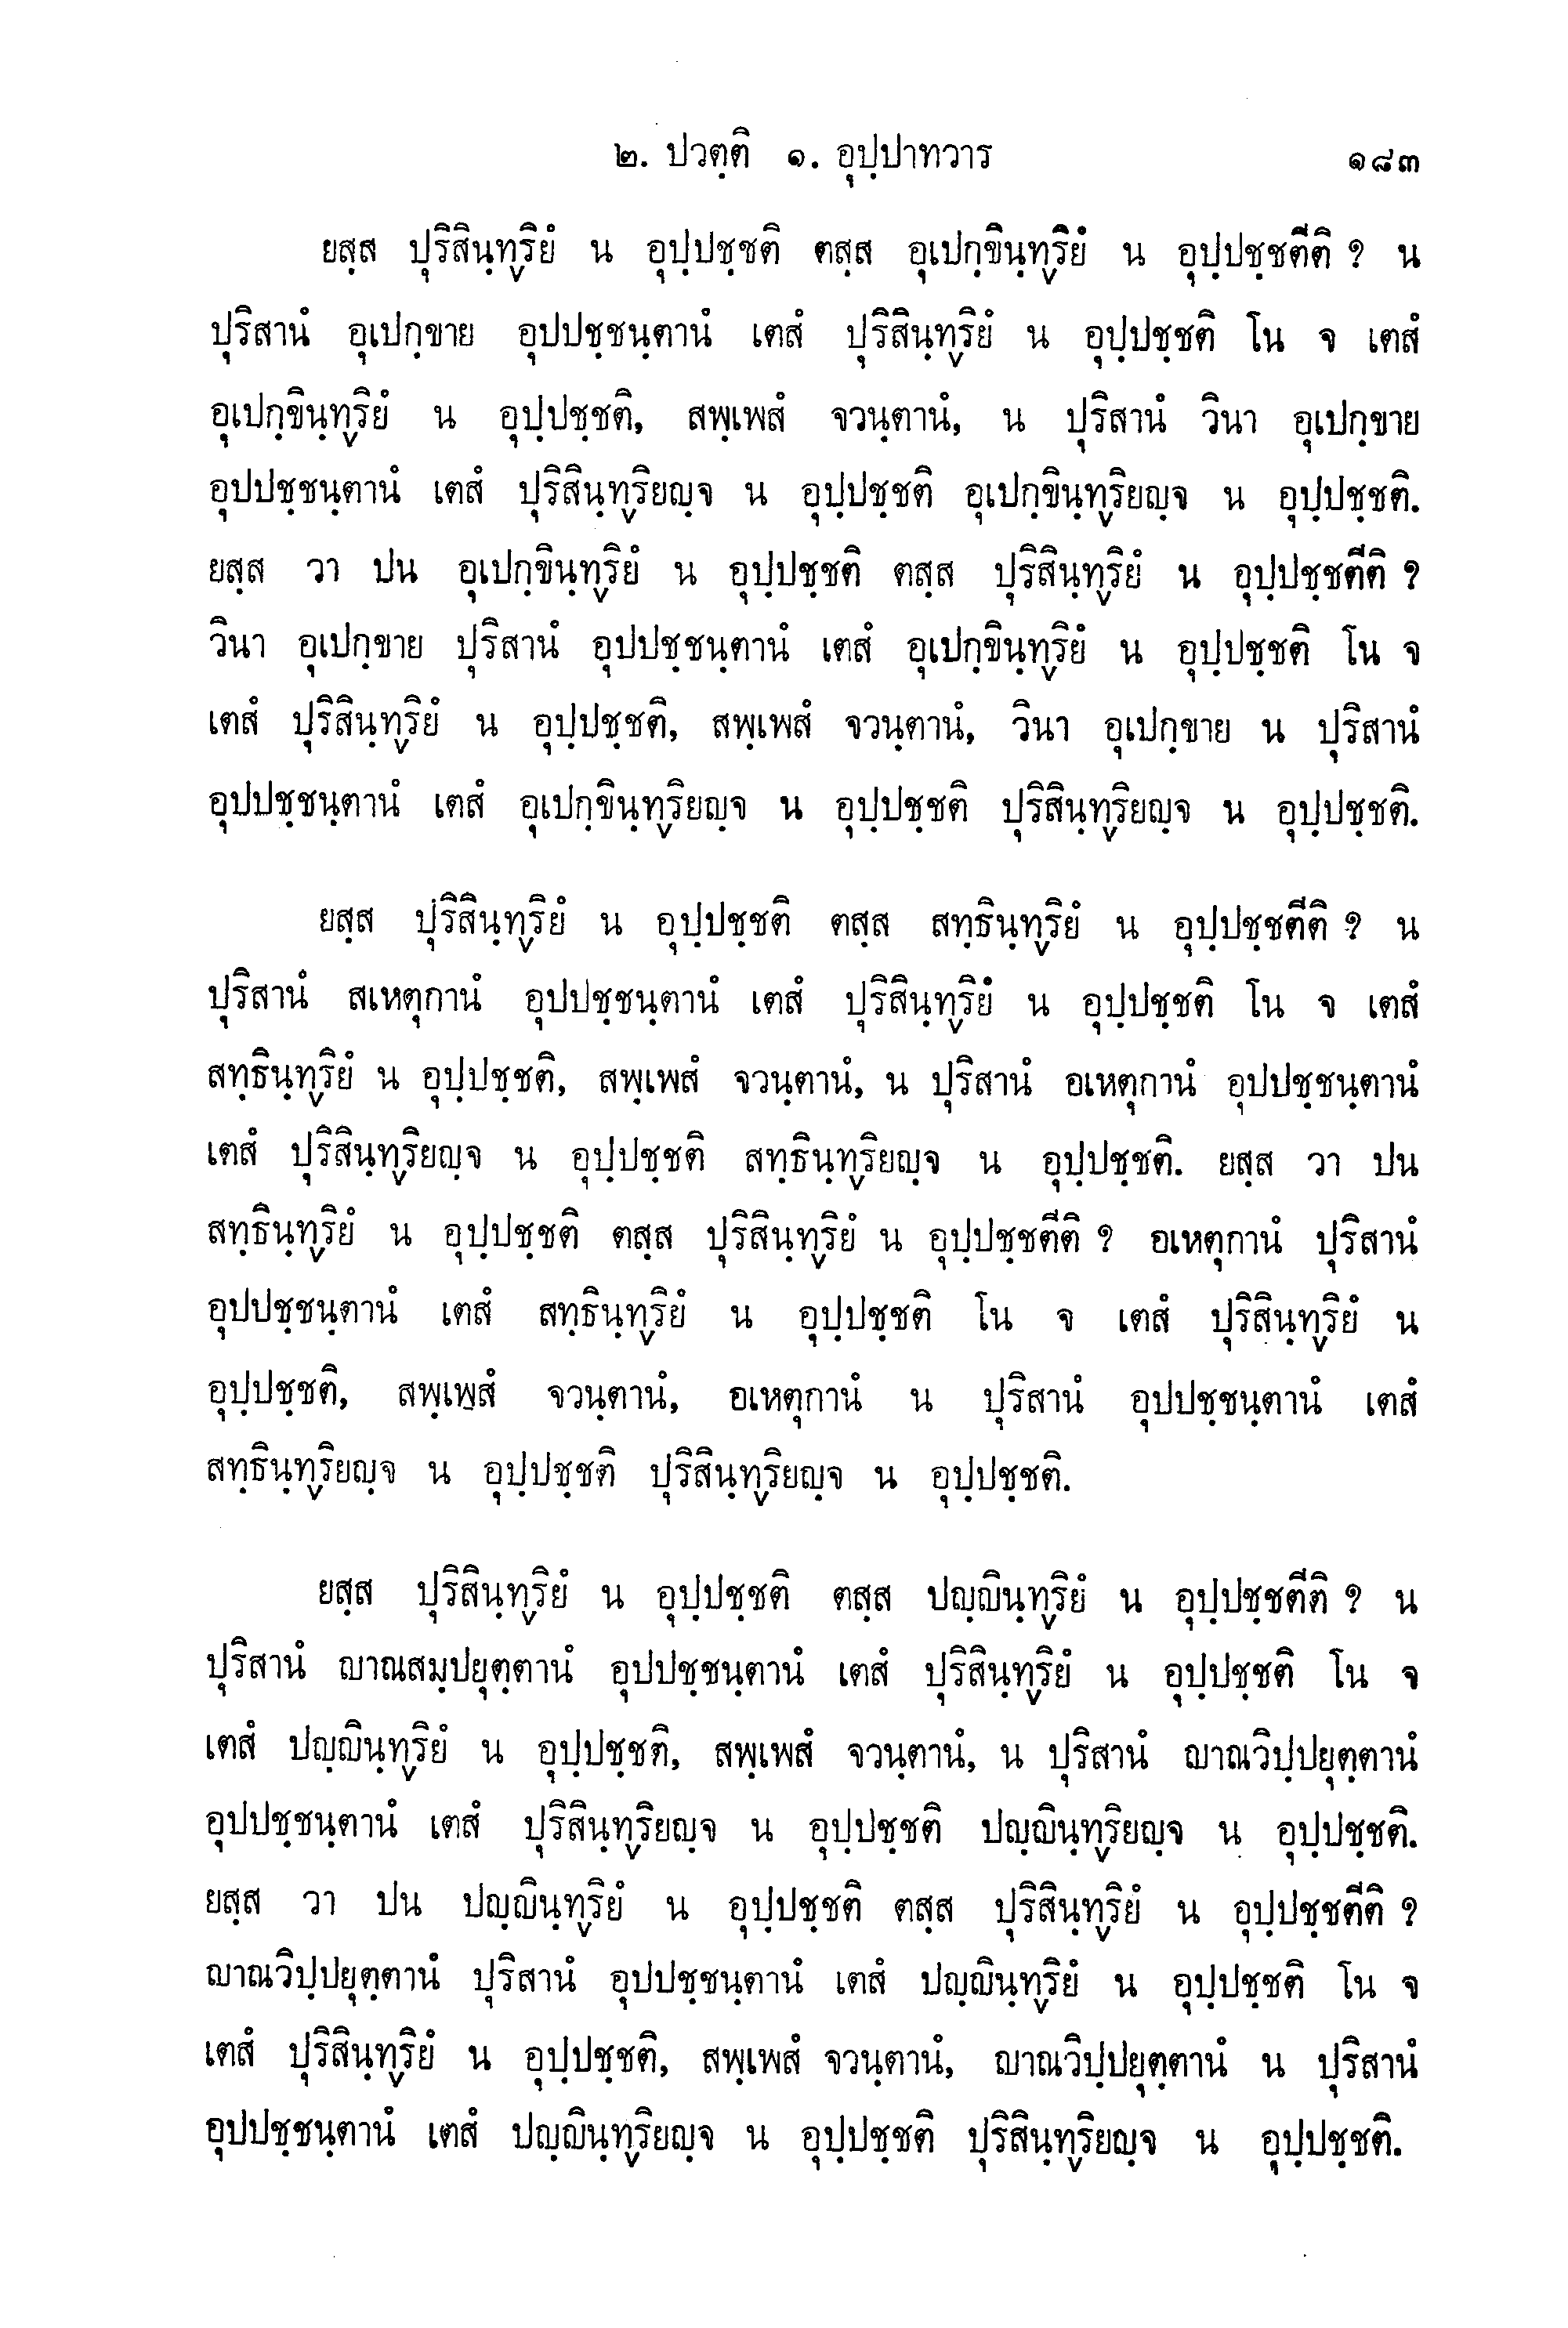 ๒. ปวตฺติ ๑. อุปฺปาทวาร ๑๘๓
ยสฺส ปุริสินฺทฺริยํ น อุปฺปชฺชติ ตสฺส อุเปกฺขินฺทฺริยํ น อุปฺปชฺชตีติ ? น
ปุริสานํ อุเปกฺขาย อุปปชฺชนฺตานํ เตสํ ปุริสินฺทฺริยํ น อุปฺปชฺชติ โน จ เตสํ
อุเปกฺขินฺทฺริยํ น อุปฺปชฺชติ, สพฺเพสํ จวนฺตานํ, น ปุริสานํ วินา อุเปกฺขาย
อุปปชฺชนฺตานํ เตสํ ปุริสินฺทฺริยญฺจ น อุปฺปชฺชติ อุเปกฺขินฺทฺริยญฺจ น อุปฺปชฺชติ.
ยสฺส วา ปน อุเปกฺขินฺทฺริยํ น อุปฺปชฺชติ ตสฺส ปุริสินฺทฺริยํ น อุปฺปชฺชตีติ ?
วินา อุเปกฺขาย ปุริสานํ อุปปชฺชนฺตานํ เตสํ อุเปกฺขินฺทฺริยํ น อุปฺปชฺชติ โน จ
เตสํ ปุริสินฺทฺริยํ น อุปฺปชฺชติ, สพฺเพสํ จวนฺตานํ, วินา อุเปกฺขาย น ปุริสานํ
อุปปชฺชนฺตานํ เตสํ อุเปกฺขินฺทฺริยญฺจ น อุปฺปชฺชติ ปุริสินฺทฺริยญฺจ น อุปฺปชฺชติ.
ยสฺส ปุริสินฺทฺริยํ น อุปฺปชฺชติ ตสฺส สทฺธินฺทฺริยํ น อุปฺปชฺชตีติ ? น
ปุริสานํ สเหตุกานํ อุปปชฺชนฺตานํ เตสํ ปุริสินฺทฺริยํ น อุปฺปชฺชติ โน จ เตสํ
สทฺธินฺทฺริยํ น อุปฺปชฺชติ, สพฺเพสํ จวนฺตานํ, น ปุริสานํ อเหตุกานํ อุปปชฺชนฺตานํ
เตสํ ปุริสินฺทฺริยญฺจ น อุปฺปชฺชติ สทฺธินฺทฺริยญฺจ น อุปฺปชฺชติ. ยสฺส วา ปน
สทฺธินฺทฺริยํ น อุปฺปชฺชติ ตสฺส ปุริสินฺทฺริยํ น อุปฺปชฺชตีติ ? อเหตุกานํ ปุริสานํ
อุปปชฺชนฺตานํ เตสํ สทฺธินฺทฺริยํ น อุปฺปชฺชติ โน จ เตสํ ปุริสินฺทฺริยํ น
อุปฺปชฺชติ, สพฺเพสํ จวนฺตานํ, อเหตุกานํ น ปุริสานํ อุปปชฺชนฺตานํ เตสํ
สทฺธินฺทฺริยญฺจ น อุปฺปชฺชติ ปุริสินฺทฺริยญฺจ น อุปฺปชฺชติ.
ยสฺส ปุริสินฺทฺริยํ น อุปฺปชฺชติ ตสฺส ปญฺญินฺทฺริยํ น อุปฺปชฺชตีติ ? น
ปุริสานํ ญาณสมฺปยุตฺตานํ อุปปชฺชนฺตานํ เตสํ ปุริสินฺทฺริยํ น อุปฺปชฺชติ โน จ
เตสํ ปญฺญินฺทฺริยํ น อุปฺปชฺชติ, สพฺเพสํ จวนฺตานํ, น ปุริสานํ ญาณวิปฺปยุตฺตานํ
อุปปชฺชนฺตานํ เตสํ ปุริสินฺทฺริยญฺจ น อุปฺปชฺชติ ปญฺญินฺทฺริยญฺจ น อุปฺปชฺชติ.
ยสฺส วา ปน ปญฺญินฺทฺริยํ น อุปฺปชฺชติ ตสฺส ปุริสินฺทฺริยํ น อุปฺปชฺชตีติ ?
ญาณวิปฺปยุตฺตานํ ปุริสานํ อุปปชฺชนฺตานํ เตสํ ปญฺญินฺทฺริยํ น อุปฺปชฺชติ โน จ
เตสํ ปุริสินฺทฺริยํ น อุปฺปชฺชติ, สพฺเพสํ จวนฺตานํ, ญาณวิปฺปยุตฺตานํ น ปุริสานํ
อุปปชฺชนฺตานํ เตสํ ปญฺญินฺทฺริยญฺจ น อุปฺปชฺชติ ปุริสินฺทฺริยญฺจ น อุปฺปชฺชติ.